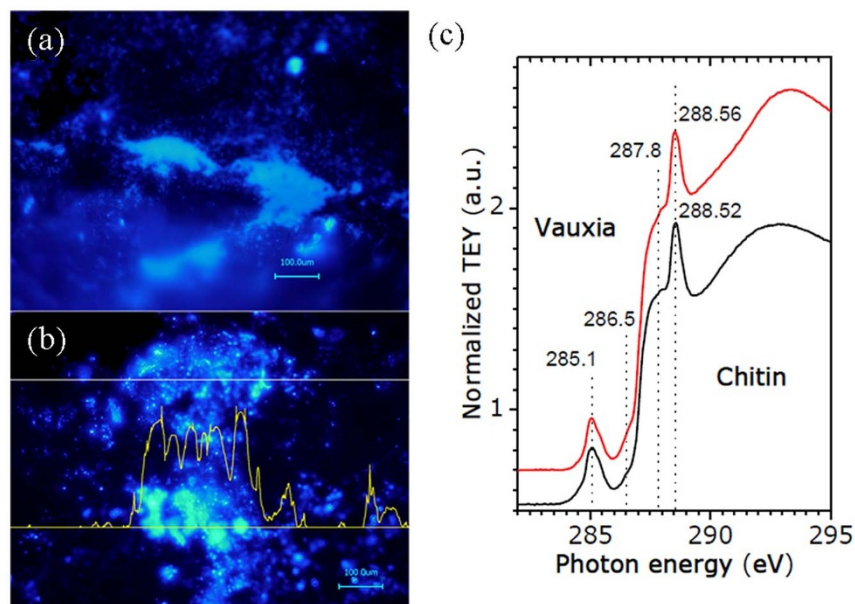 (a)
100.0um
(b)
100.0um
(c)
Normalized TEY (a.u.)
2
1
Vauxia
Chitin
288.56
287.8
288.52
286.5
285.1
285
290
295
Photon energy (eV)